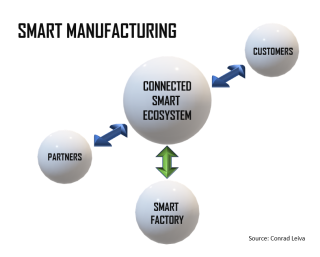 SMART MANUFACTURING
CUSTOMERS
CONNECTED
SMART
ECOSYSTEM
PARTNERS
SMART
FACTORY
Source: Conrad Leiva